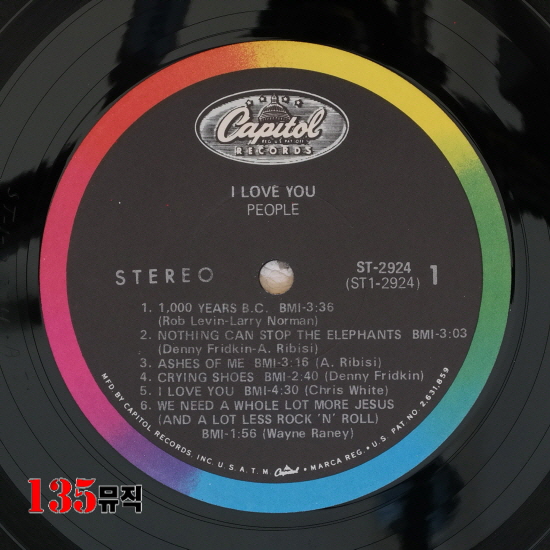 Capitol
RECORDS
I LOVE YOU
PEOPLE
STEREO
ST-2924
(ST1-2924)
1
1. 1,000 YEARS B.C. BMI-3:36
(Rob Levin-Larry Norman)
2. NOTHING CAN STOP THE ELEPHANTS BMI-3:03
(Denny Fridkin-A. Ribisi)
3. ASHES OF ME BMI-3:16 (A. Ribisi)
4. CRYING SHOES BMI-2:40 (Denny Fridkin)
5. I LOVE YOU BMI-4:30 (Chris White)
6. WE NEED A WHOLE LOT MORE JESUS
(AND A LOT LESS ROCK 'N' ROLL)
BMI-1:56 (Wayne Raney)
MFD. BY CAPITOL RECORDS, INC. U.S.A. T.M. Capitol • MARCA REG. • U.S. PAT. NO. 2,631,859
135뮤직